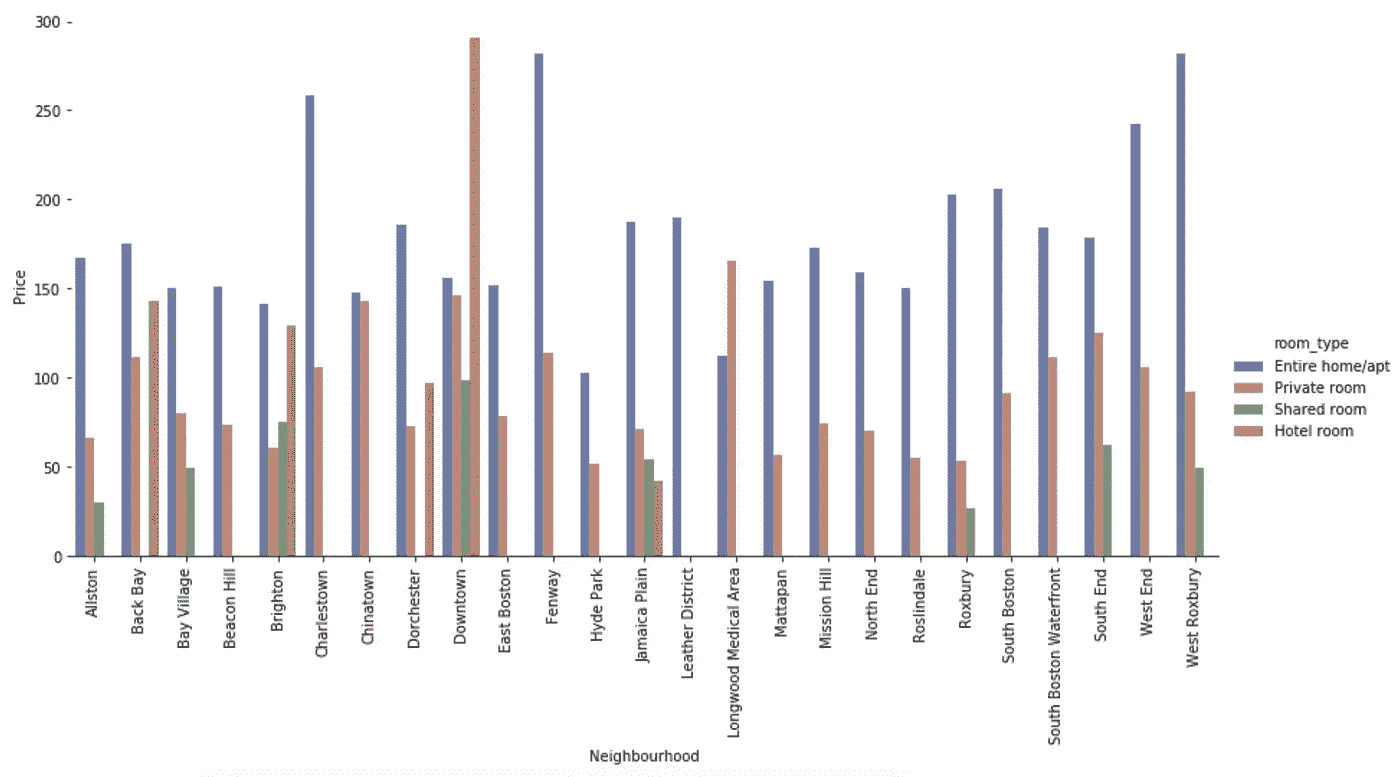 300
250
200
150
100
50
0
Price
Allston
Back Bay
Bay Village
Beacon Hill
Brighton
Charlestown
Chinatown
Dorchester
Downtown
East Boston
Fenway
Hyde Park
Jamaica Plain
Leather District
Longwood Medical Area
Mattapan
Mission Hill
North End
Roslindale
Roxbury
South Boston
South Boston Waterfront
South End
West End
West Roxbury
Neighbourhood
room_type
Entire home/apt
Private room
Shared room
Hotel room